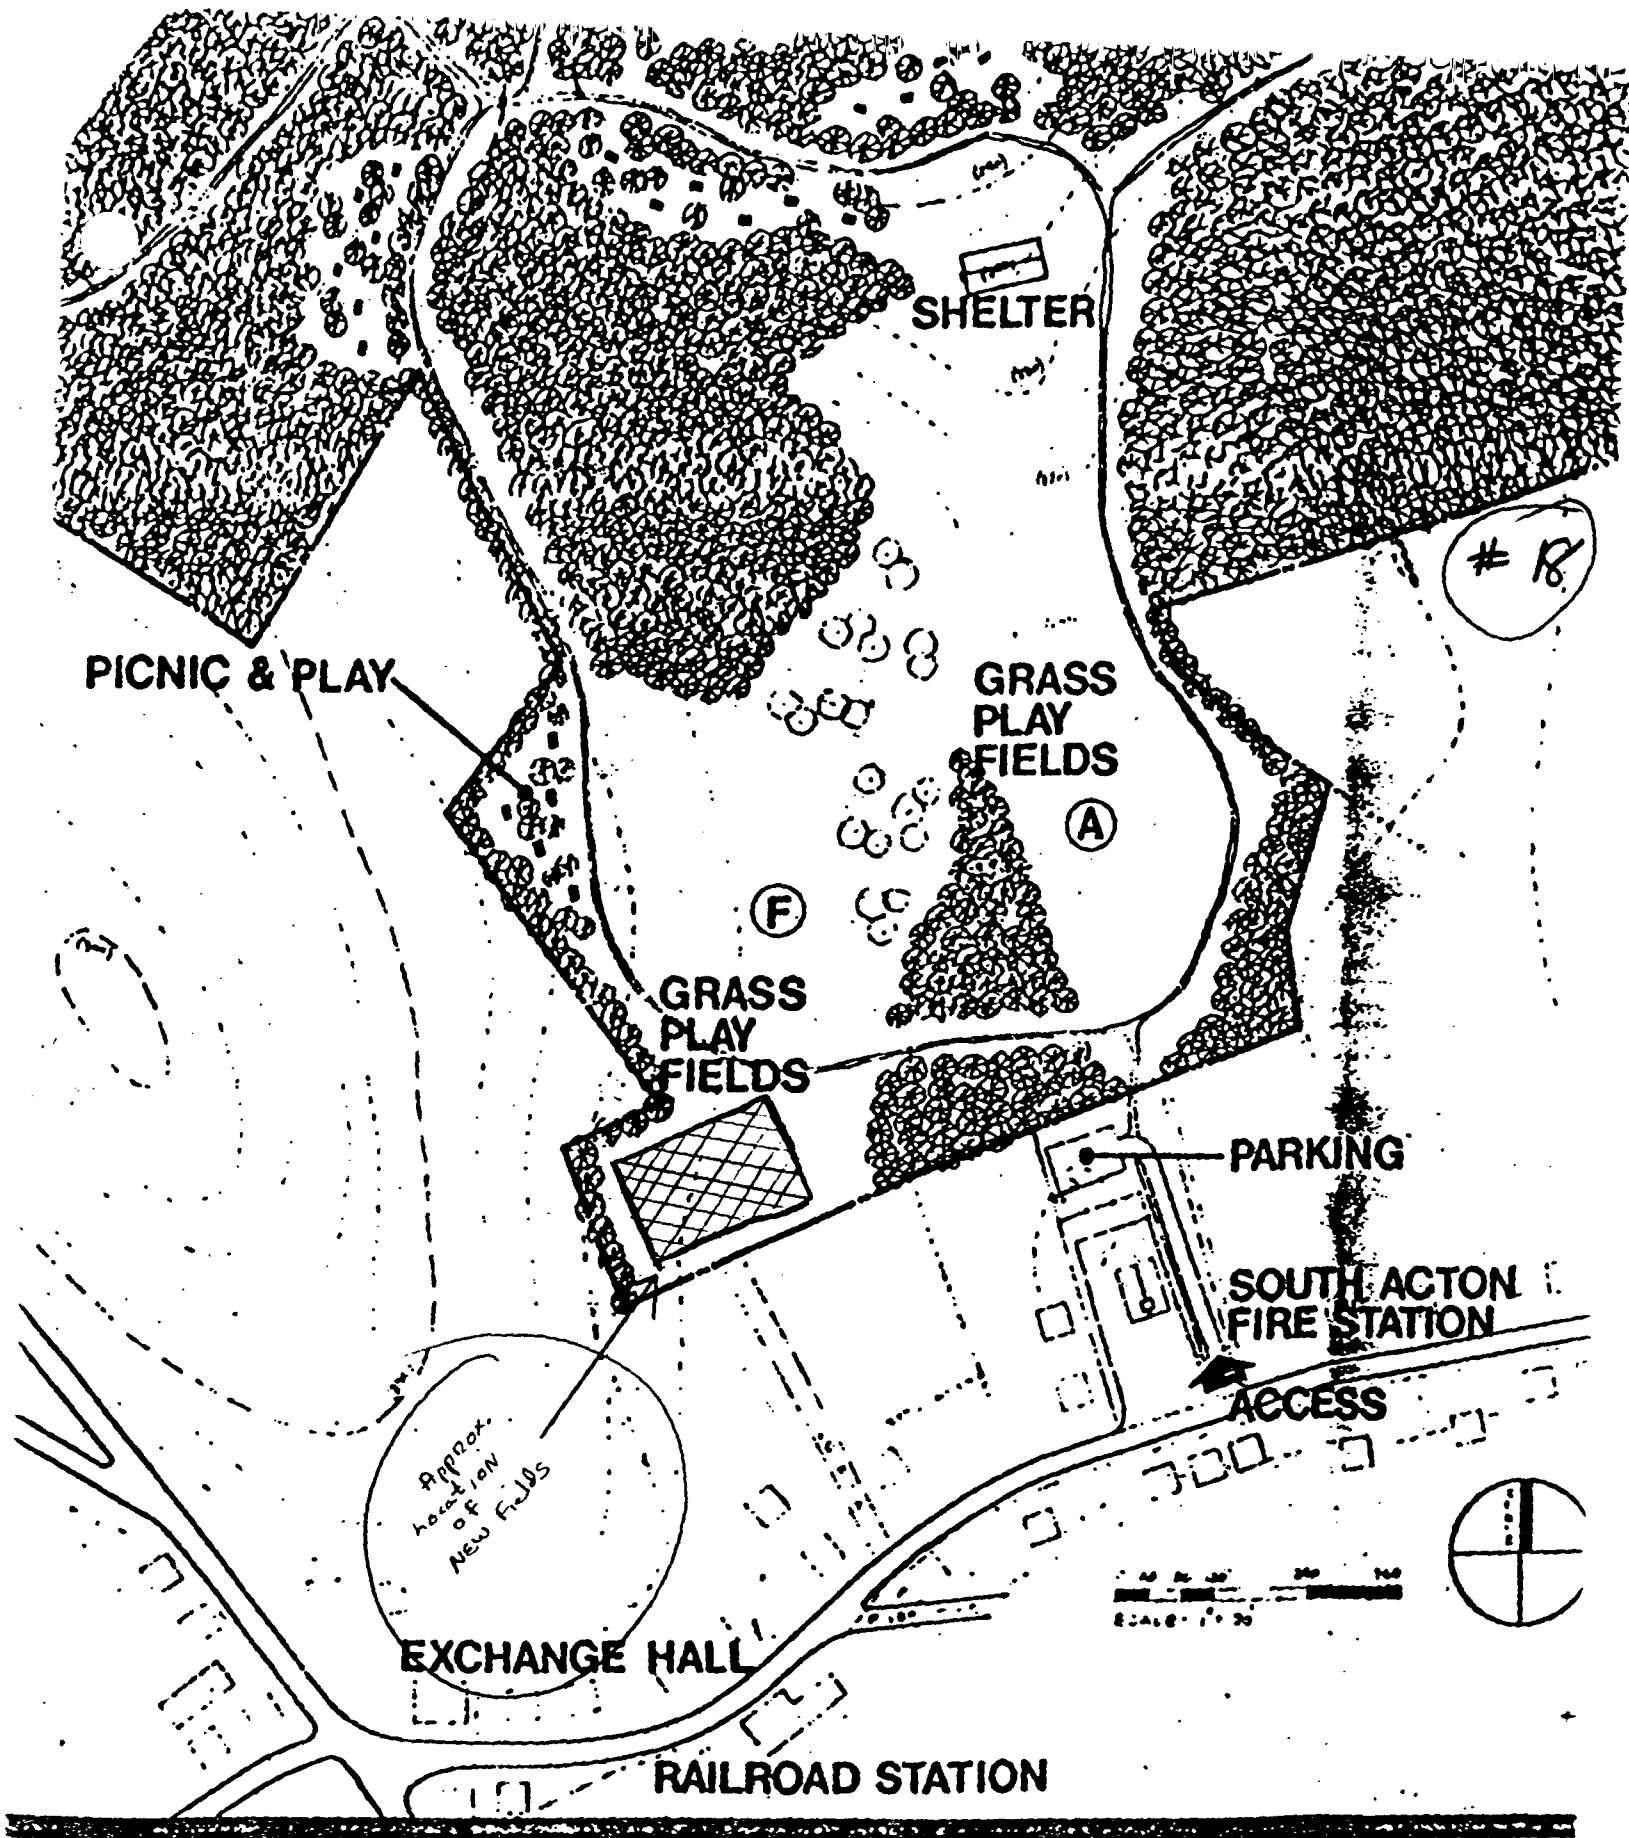 SHELTER
# 18
PICNIC & PLAY
GRASS
PLAY
FIELDS
A
F
GRASS
PLAY
FIELDS
PARKING
SOUTH ACTON
FIRE STATION
ACCESS
Approx.
Location
of
New Fields
EXCHANGE HALL
RAILROAD STATION